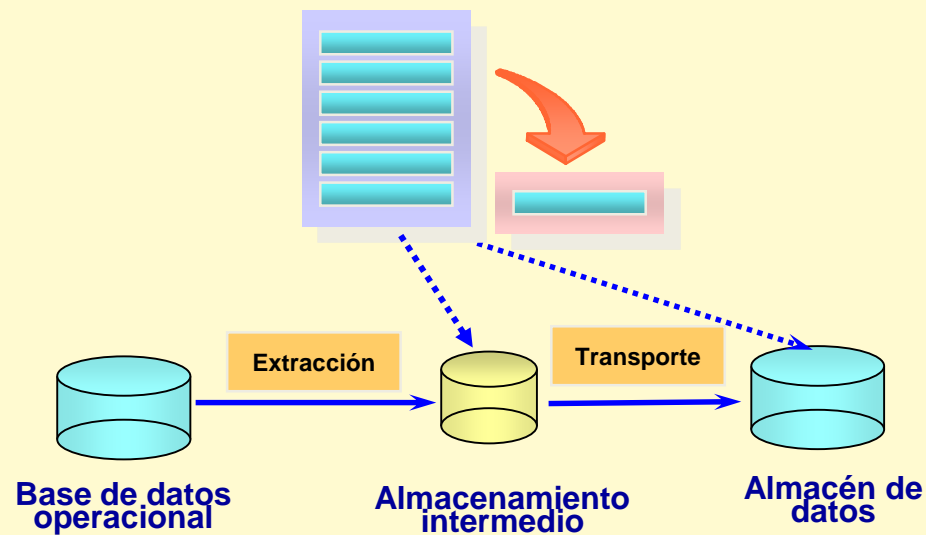 Extracción
Transporte
Base de datos
operacional
Almacenamiento
intermedio
Almacén de
datos